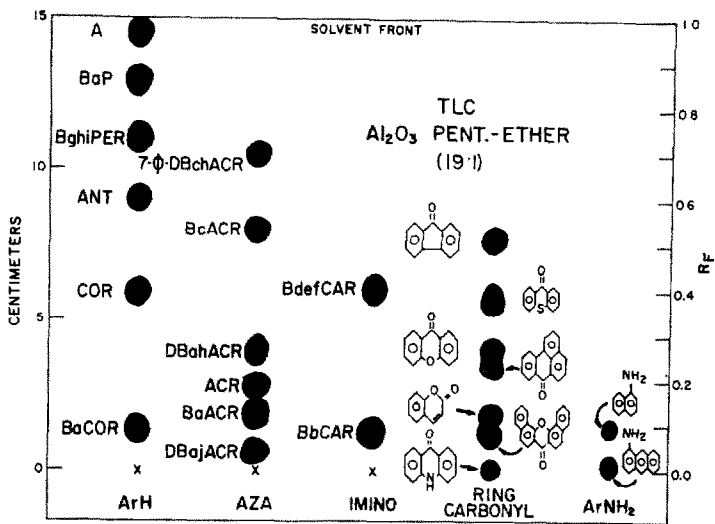 15
SOLVENT FRONT
1.0
A
BaP
TLC
Al₂O₃ PENT.-ETHER
(19:1)
0.8
BghiPER
7-ϕ-DBchACR
10
ANT
BcACR
O
0.6
COR
BdefCAR
O
S
0.4
5
DBahACR
O
O
O
ACR
0.2
NH₂
BaACR
O
O
BaCOR
BbCAR
O
O
NH₂
DBajACR
O
N
H
0
x
x
x
0.0
ArH
AZA
IMINO
RING
CARBONYL
ArNH₂
CENTIMETERS
RF